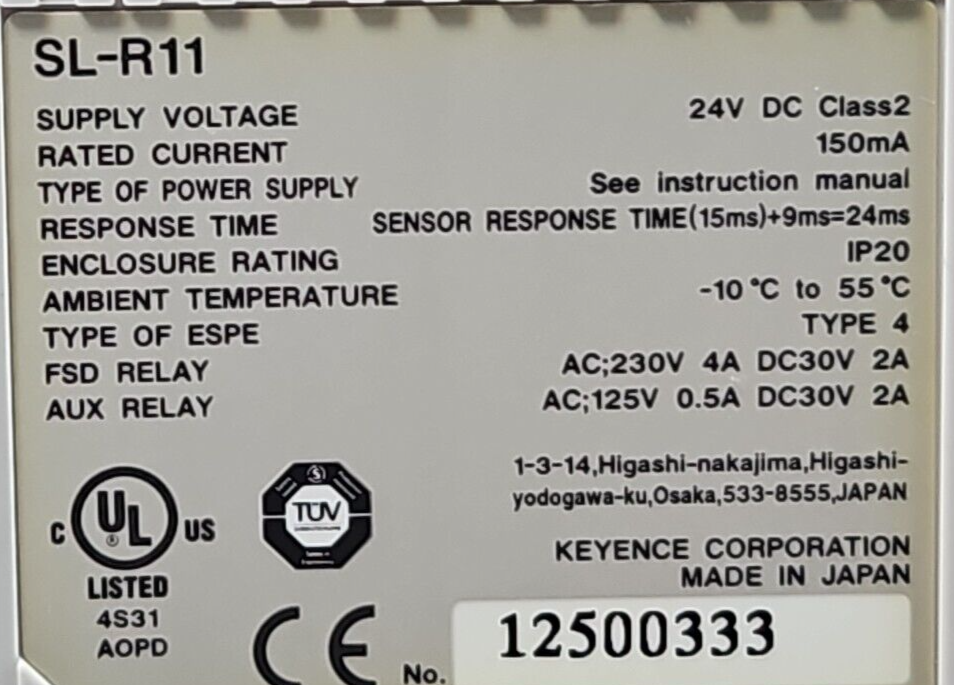 SL-R11
SUPPLY VOLTAGE 24V DC Class2
RATED CURRENT 150mA
TYPE OF POWER SUPPLY See instruction manual
RESPONSE TIME SENSOR RESPONSE TIME(15ms)+9ms=24ms
ENCLOSURE RATING IP20
AMBIENT TEMPERATURE -10°C to 55°C
TYPE OF ESPE TYPE 4
FSD RELAY AC;230V 4A DC30V 2A
AUX RELAY AC;125V 0.5A DC30V 2A
1-3-14,Higashi-nakajima,Higashi-
yodogawa-ku,Osaka,533-8555,JAPAN
C UL ® US
TÜV
LISTED
4S31
AOPD
KEYENCE CORPORATION
MADE IN JAPAN
CE No. 12500333